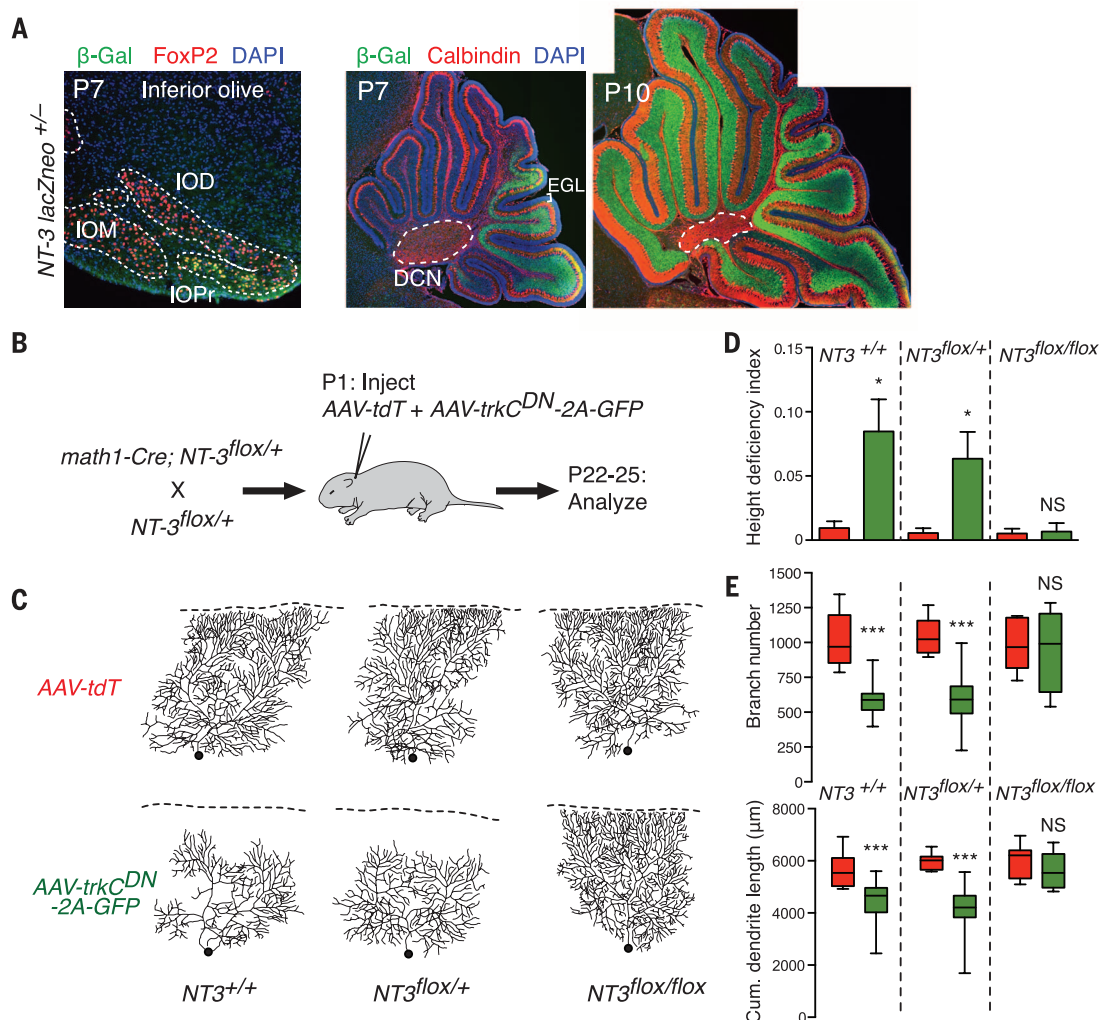 A
β-Gal FoxP2 DAPI
NT-3 lacZneo +/–
P7
Inferior olive
IOD
IOM
IOPr
β-Gal Calbindin DAPI
P7
EGL
DCN
P10
B
math1-Cre; NT-3flox/+
X
NT-3flox/+
P1: Inject
AAV-tdT + AAV-trkCDN-2A-GFP
P22-25:
Analyze
C
AAV-tdT
AAV-trkCDN
-2A-GFP
NT3+/+
NT3flox/+
NT3flox/flox
D
Height deficiency index
0.15
0.10
0.05
0
NT3 +/+
NT3flox/+
NT3flox/flox
*
*
NS
E
Branch number
1500
1250
1000
750
500
250
0
***
***
NS
NT3 +/+
NT3flox/+
NT3flox/flox
Cum. dendrite length (µm)
8000
6000
4000
2000
0
***
***
NS